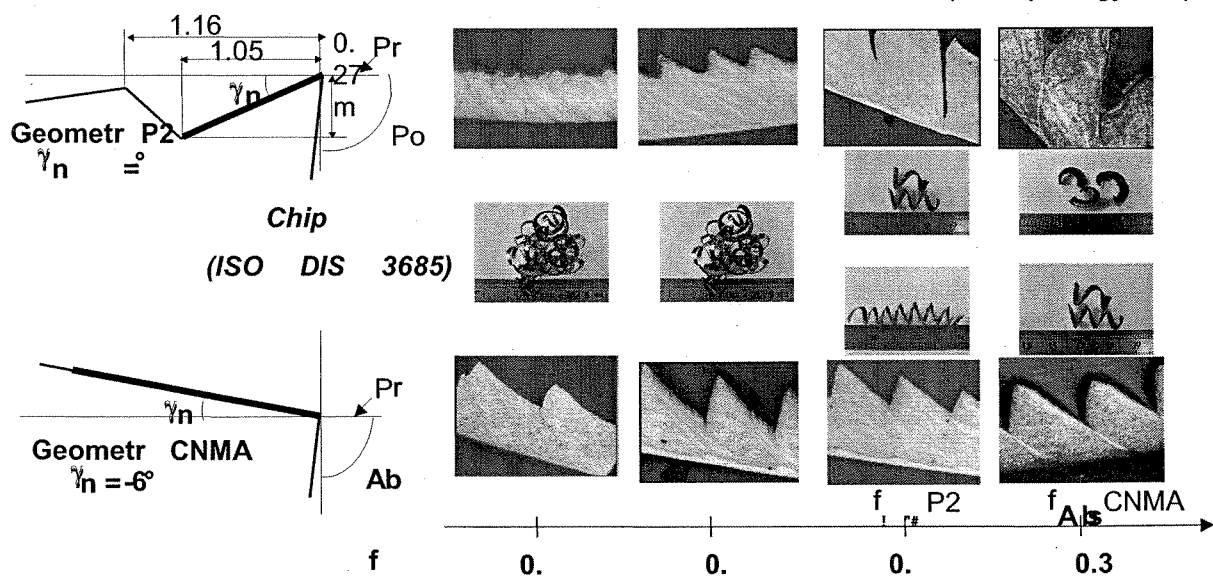 1.16
0.
Pr
1.05
27
γn
m
Po
Geometr P2
γn =°
Chip
(ISO DIS 3685)
Pr
γn
Geometr CNMA
γn = -6°
Ab
f P2
f CNMA
f
0.
0.
0.
0.3